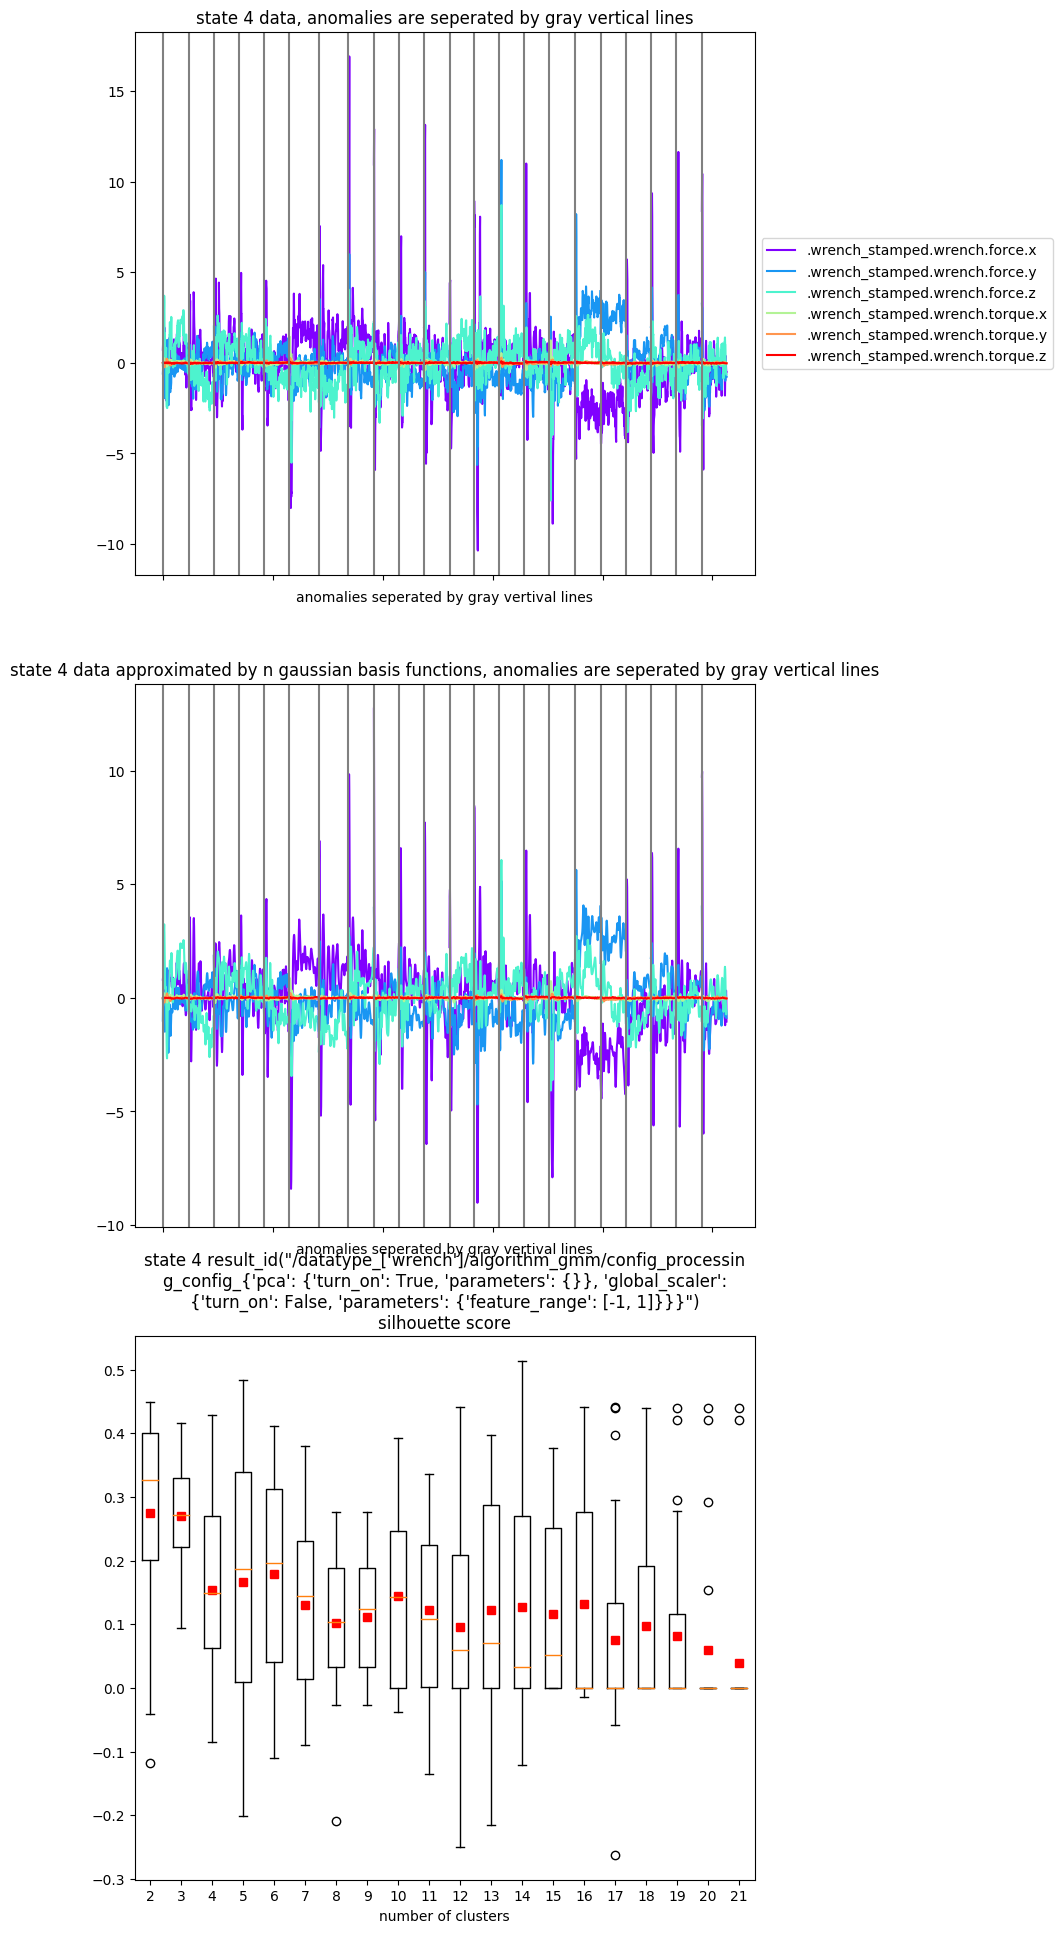 state 4 data, anomalies are seperated by gray vertical lines
15
10
5
0
−5
−10
anomalies seperated by gray vertival lines
.wrench_stamped.wrench.force.x
.wrench_stamped.wrench.force.y
.wrench_stamped.wrench.force.z
.wrench_stamped.wrench.torque.x
.wrench_stamped.wrench.torque.y
.wrench_stamped.wrench.torque.z
state 4 data approximated by n gaussian basis functions, anomalies are seperated by gray vertical lines
10
5
0
−5
−10
anomalies seperated by gray vertival lines
state 4 result_id("/datatype_['wrench']/algorithm_gmm/config_processin
g_config_{'pca': {'turn_on': True, 'parameters': {}}, 'global_scaler':
{'turn_on': False, 'parameters': {'feature_range': [-1, 1]}}}")
silhouette score
0.5
0.4
0.3
0.2
0.1
0.0
−0.1
−0.2
−0.3
2 3 4 5 6 7 8 9 10 11 12 13 14 15 16 17 18 19 20 21
number of clusters